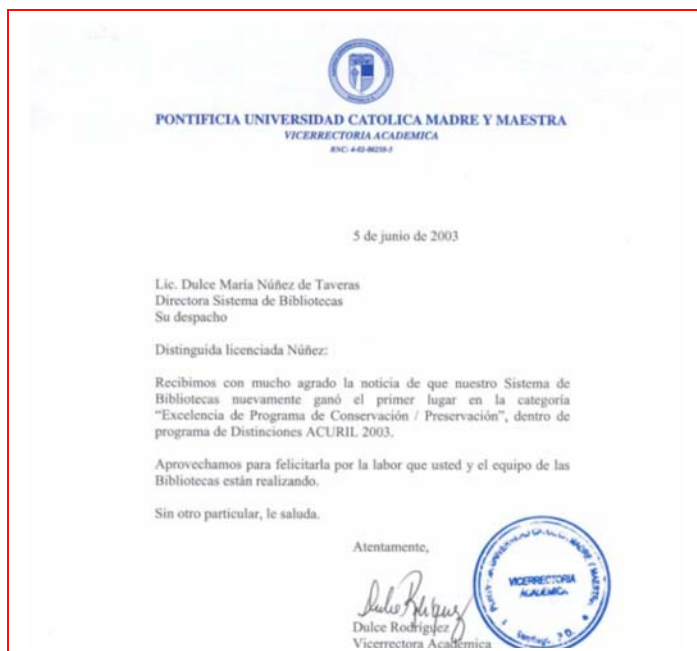 PONTIFICIA UNIVERSIDAD CATOLICA MADRE Y MAESTRA
VICERRECTORIA ACADEMICA
5 de junio de 2003
Lic. Dulce María Núñez de Taveras
Directora Sistema de Bibliotecas
Su despacho
Distinguida licenciada Núñez:
Recibimos con mucho agrado la noticia de que nuestro Sistema de
Bibliotecas nuevamente ganó el primer lugar en la categoría
“Excelencia de Programa de Conservación / Preservación”, dentro de
programa de Distinciones ACURIL 2003.
Aprovechamos para felicitarla por la labor que usted y el equipo de las
Bibliotecas están realizando.
Sin otro particular, le saluda.
Atentamente,
Dulce Rodríguez
Vicerrectora Académica
VICERRECTORIA
ACADEMICA